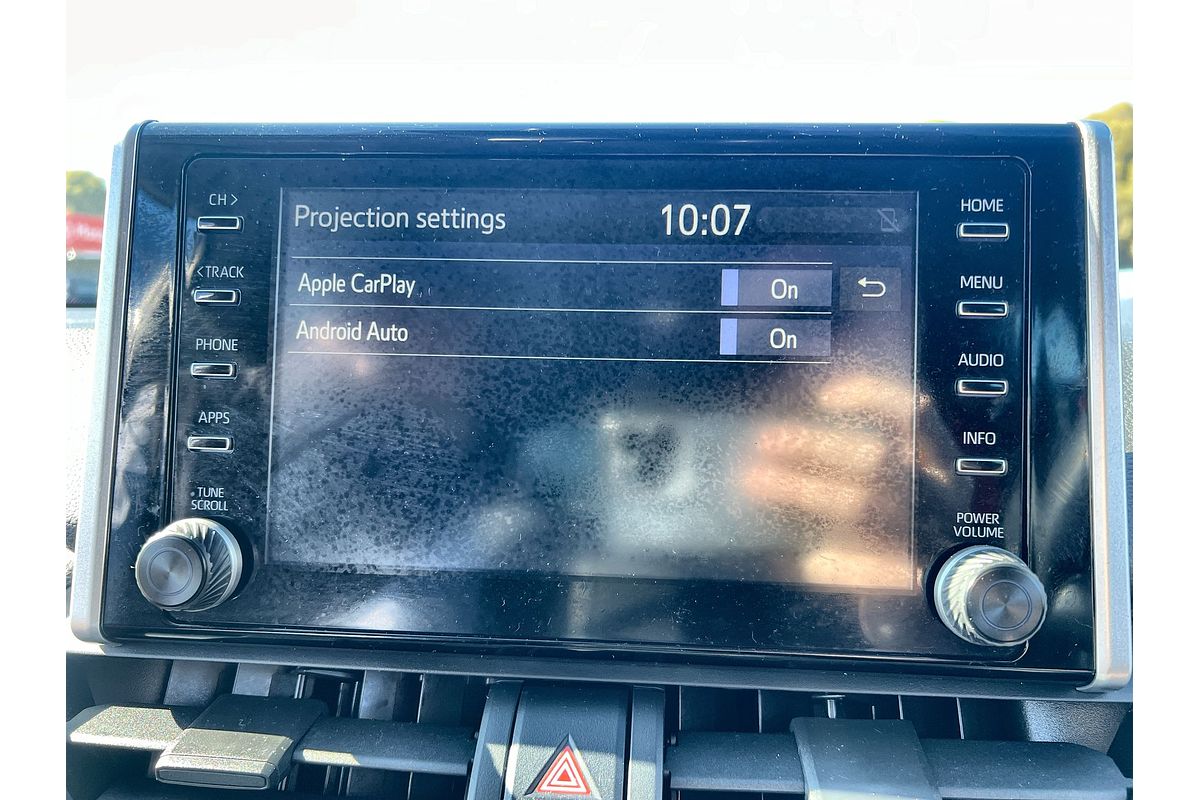 CH >
< TRACK
PHONE
APPS
• TUNE
SCROLL
Projection settings
10:07
Apple CarPlay
On
Android Auto
On
HOME
MENU
AUDIO
INFO
POWER
VOLUME